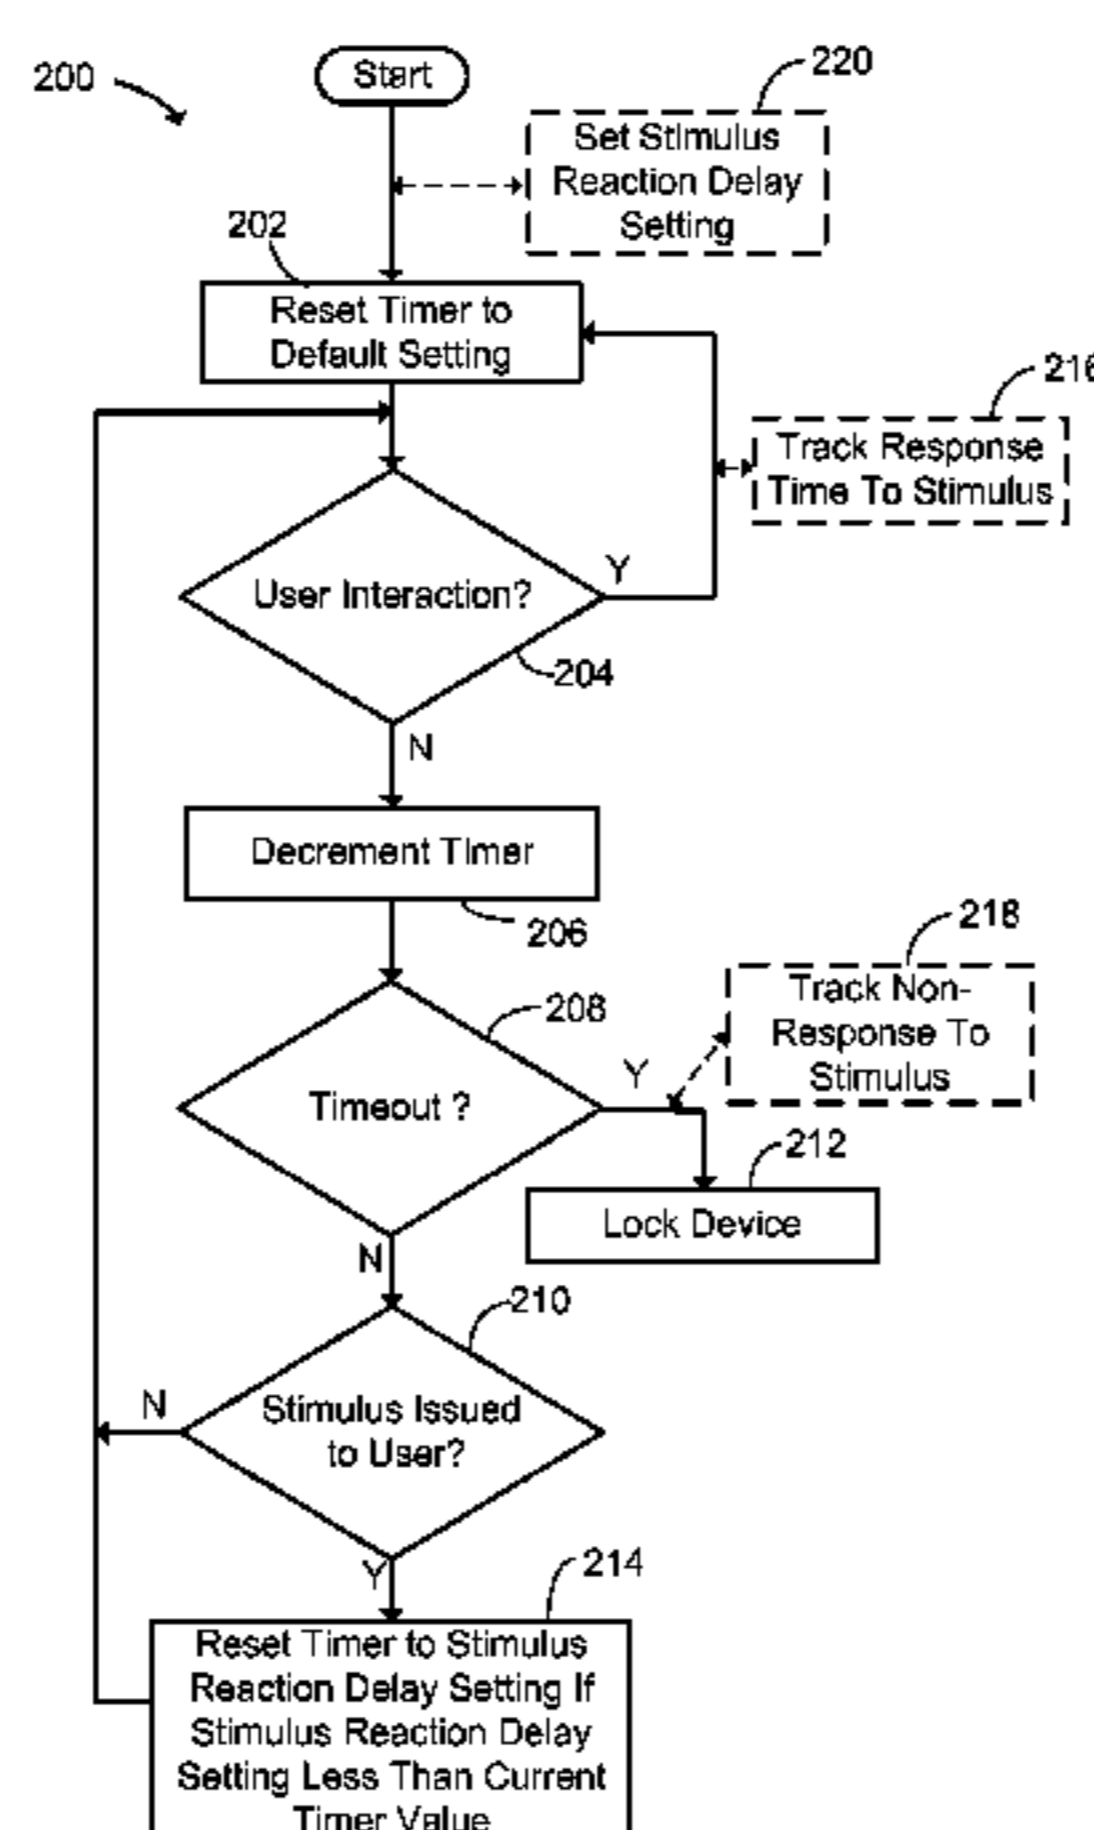 200
Start
220
Set Stimulus
Reaction Delay
Setting
202
Reset Timer to
Default Setting
216
Track Response
Time To Stimulus
User Interaction?
Y
204
N
Decrement Timer
206
218
Track Non-
Response To
Stimulus
208
Y
Timeout ?
212
Lock Device
N
210
Stimulus Issued
to User?
N
Y
214
Reset Timer to Stimulus
Reaction Delay Setting If
Stimulus Reaction Delay
Setting Less Than Current
Timer Value